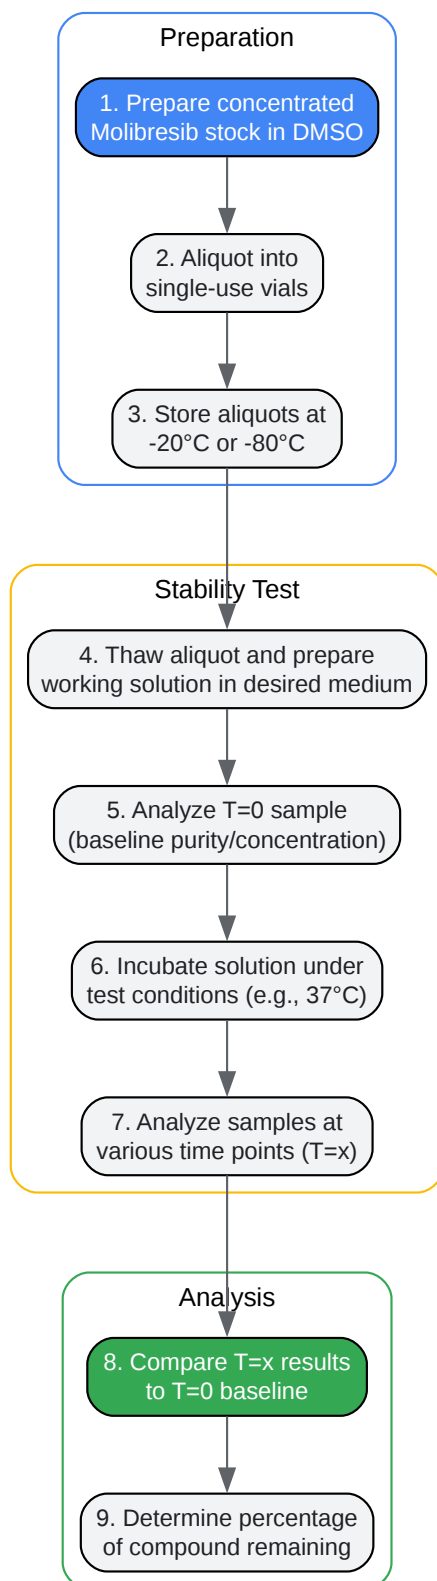 Preparation
1. Prepare concentrated
Molibresib stock in DMSO
2. Aliquot into
single-use vials
3. Store aliquots at
-20°C or -80°C
Stability Test
4. Thaw aliquot and prepare
working solution in desired medium
5. Analyze T=0 sample
(baseline purity/concentration)
6. Incubate solution under
test conditions (e.g., 37°C)
7. Analyze samples at
various time points (T=x)
Analysis
8. Compare T=x results
to T=0 baseline
9. Determine percentage
of compound remaining